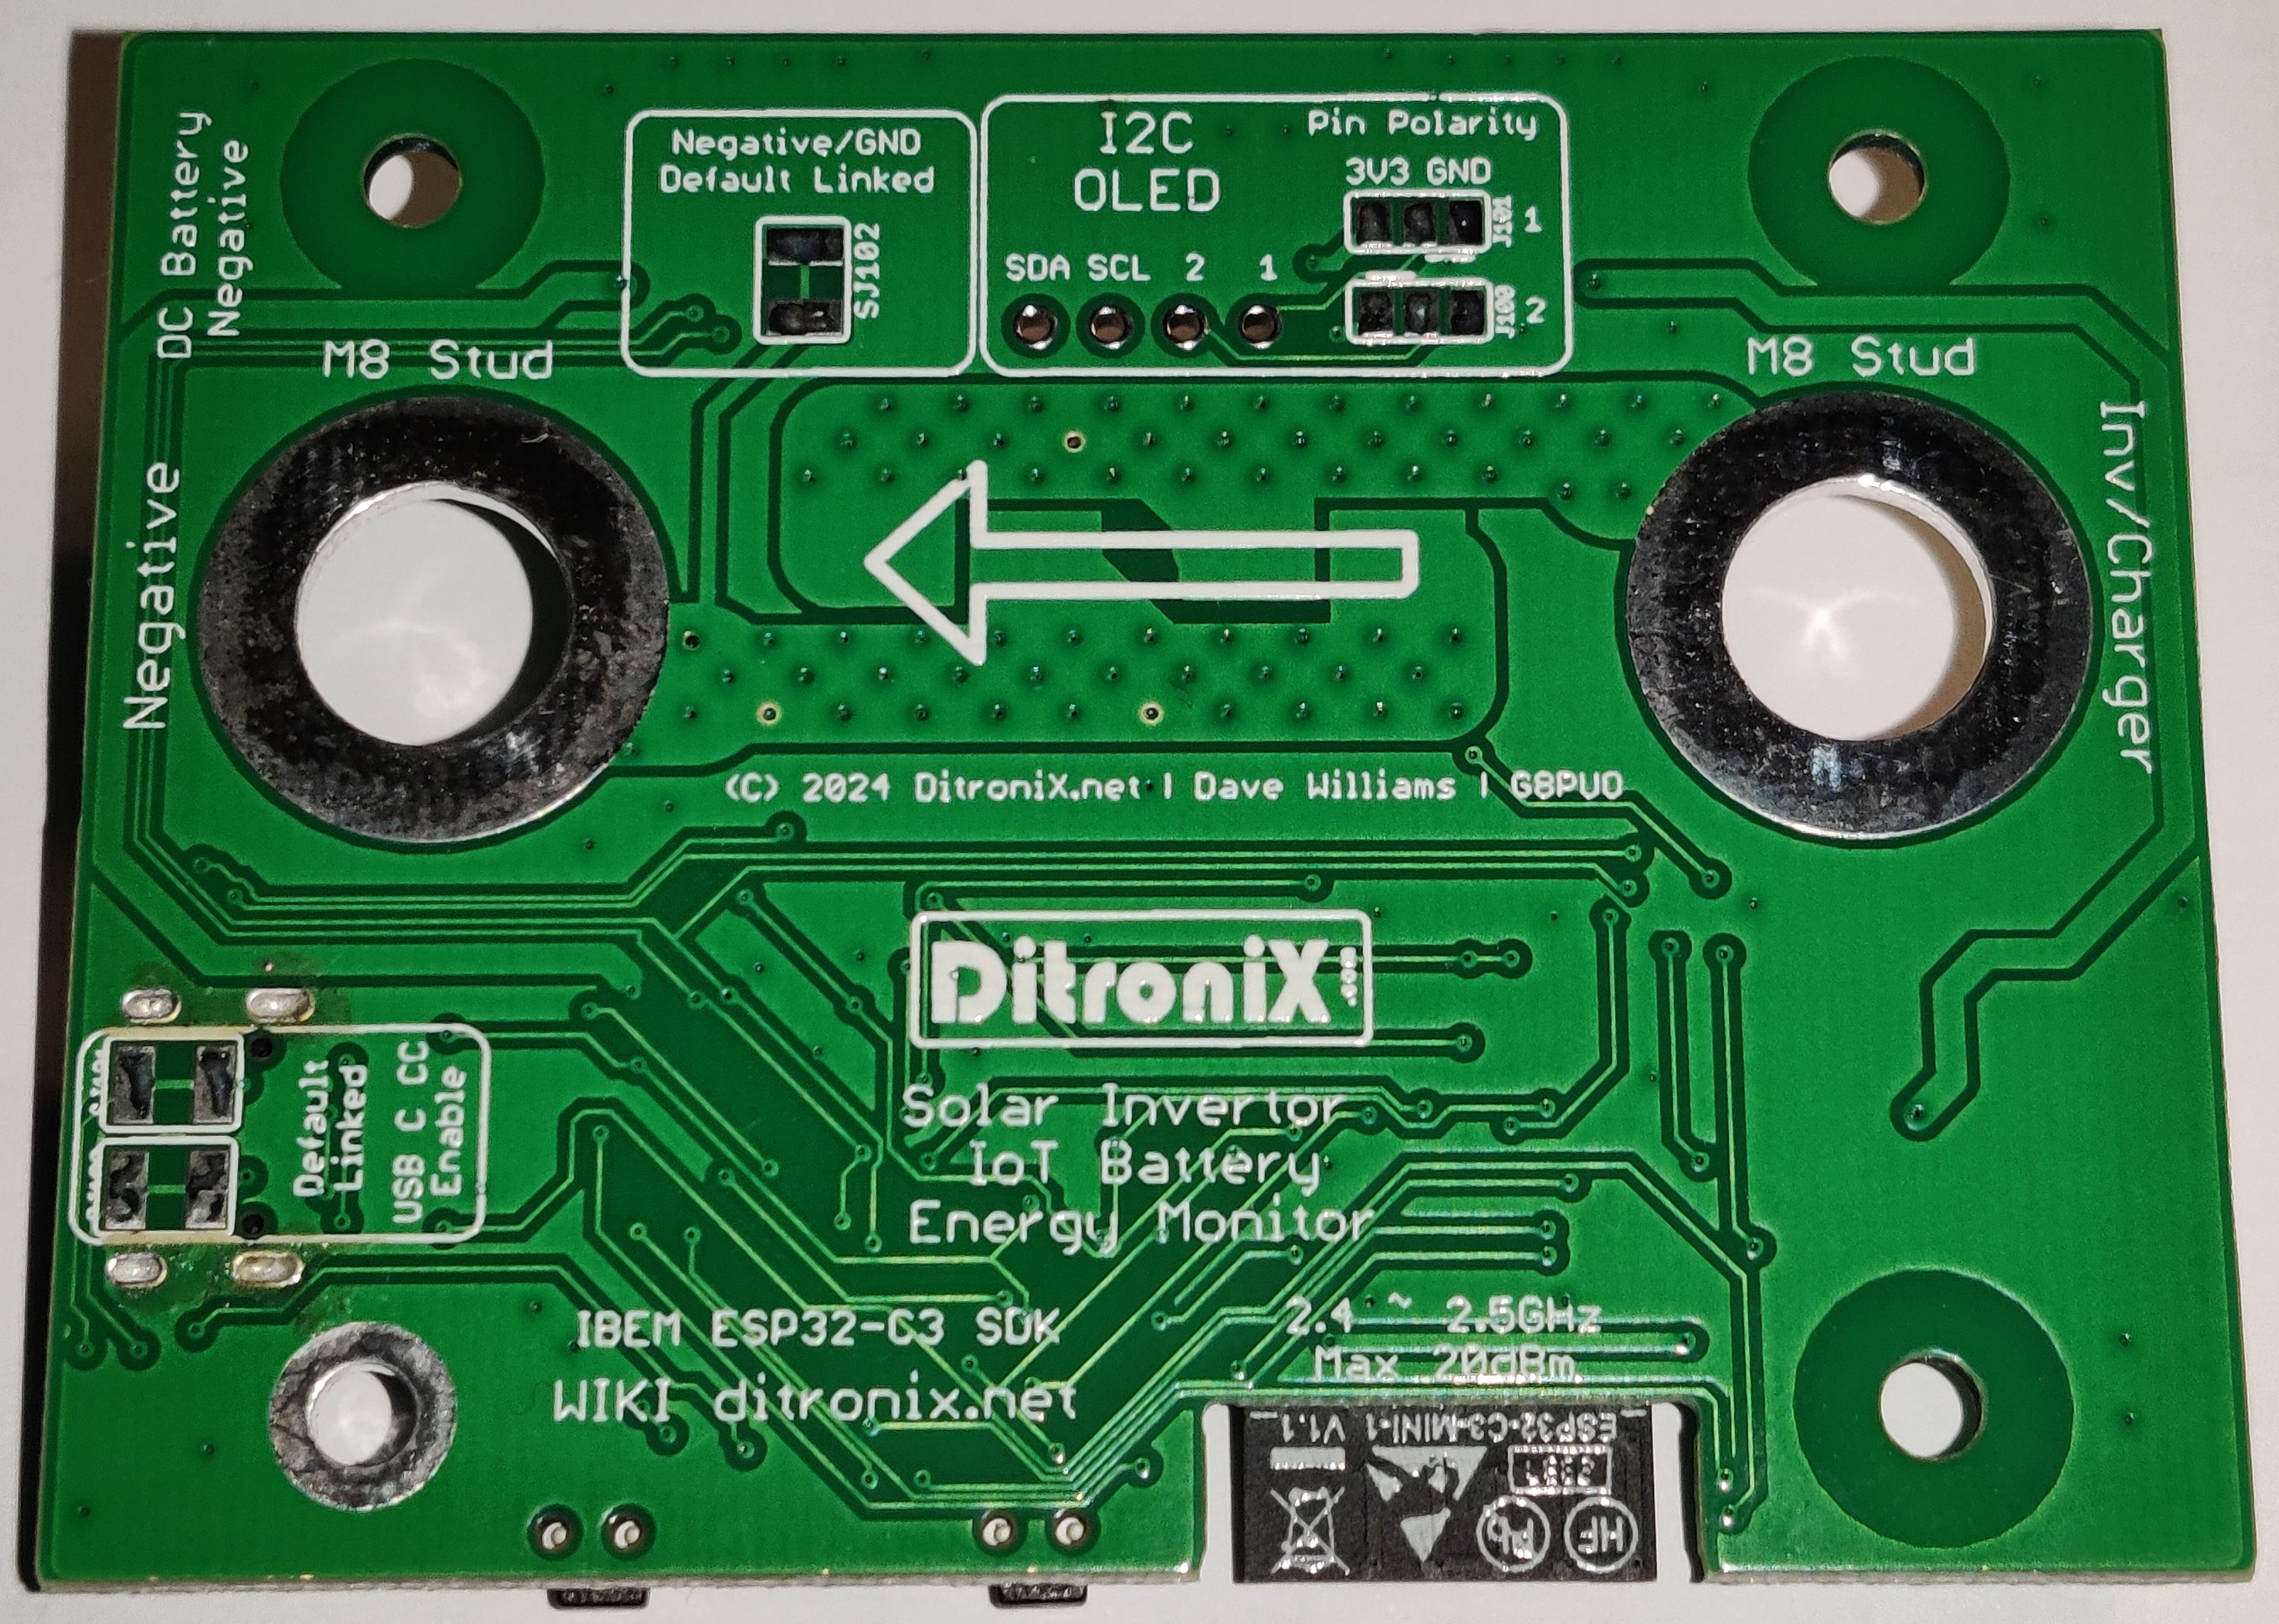 DC Battery
Negative
Negative/GND
Default Linked
SJ102
I2C
OLED
Pin Polarity
3V3 GND
J101 1
SDA SCL 2 1
J100 2
M8 Stud
M8 Stud
Negative
Inv/Charger
(C) 2024 DitroniX.net | Dave Williams | G8PUO
DitroniX
Solar Invertor
IoT Battery
Energy Monitor
Default
Linked
USB C CC
Enable
IBEM ESP32-C3 SDK
WIKI ditronix.net
2.4 ~ 2.5GHz
Max 20dBm
ESP32-C3-MINI-1 V1.1
HF Pb